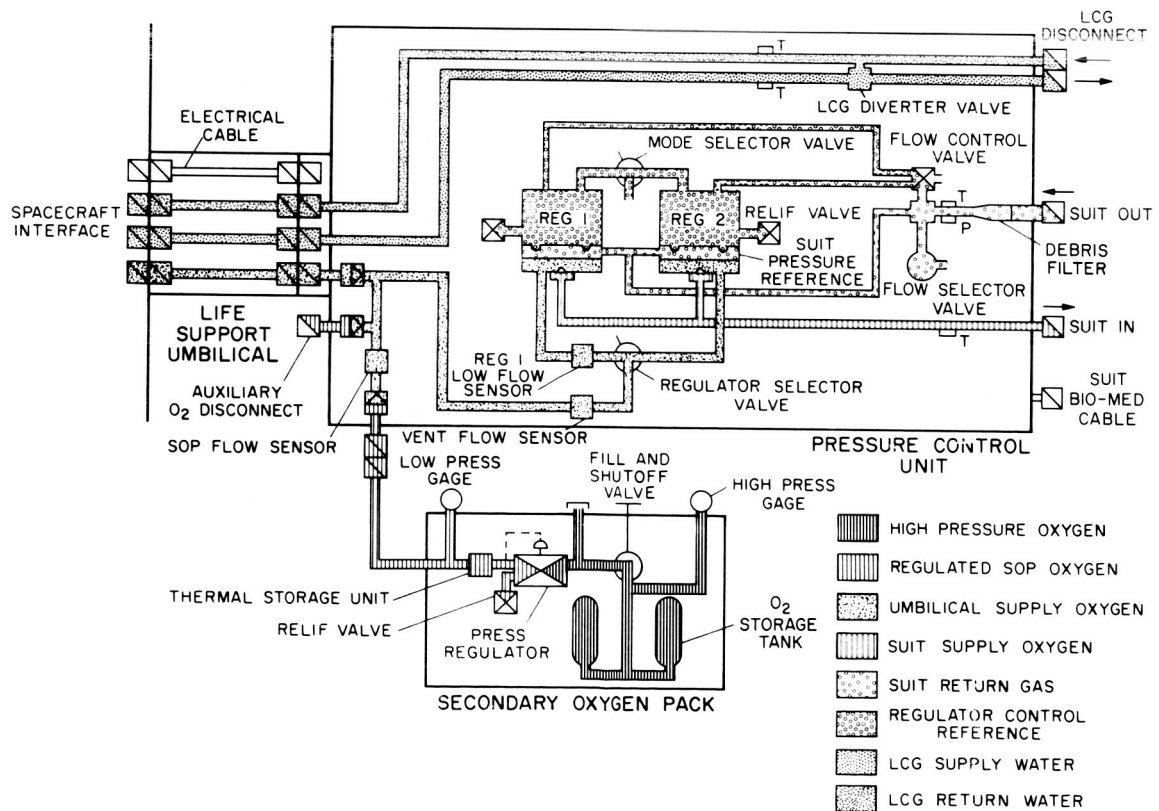 LCG
DISCONNECT
T
T
LCG DIVERTER VALVE
ELECTRICAL
CABLE
MODE SELECTOR VALVE
FLOW CONTROL
VALVE
SPACECRAFT
INTERFACE
REG 1
REG 2
RELIF VALVE
T
P
SUIT OUT
SUIT
PRESSURE
REFERENCE
DEBRIS
FILTER
FLOW SELECTOR
VALVE
LIFE
SUPPORT
UMBILICAL
SUIT IN
T
REG 1
LOW FLOW
SENSOR
REGULATOR SELECTOR
VALVE
AUXILIARY
O2 DISCONNECT
SUIT
BIO-MED
CABLE
SOP FLOW SENSOR
VENT FLOW SENSOR
PRESSURE CONTROL
UNIT
LOW PRESS
GAGE
FILL AND
SHUTOFF
VALVE
HIGH PRESS
GAGE
THERMAL STORAGE UNIT
RELIF VALVE
PRESS
REGULATOR
O2
STORAGE
TANK
SECONDARY OXYGEN PACK
HIGH PRESSURE OXYGEN
REGULATED SOP OXYGEN
UMBILICAL SUPPLY OXYGEN
SUIT SUPPLY OXYGEN
SUIT RETURN GAS
REGULATOR CONTROL
REFERENCE
LCG SUPPLY WATER
LCG RETURN WATER